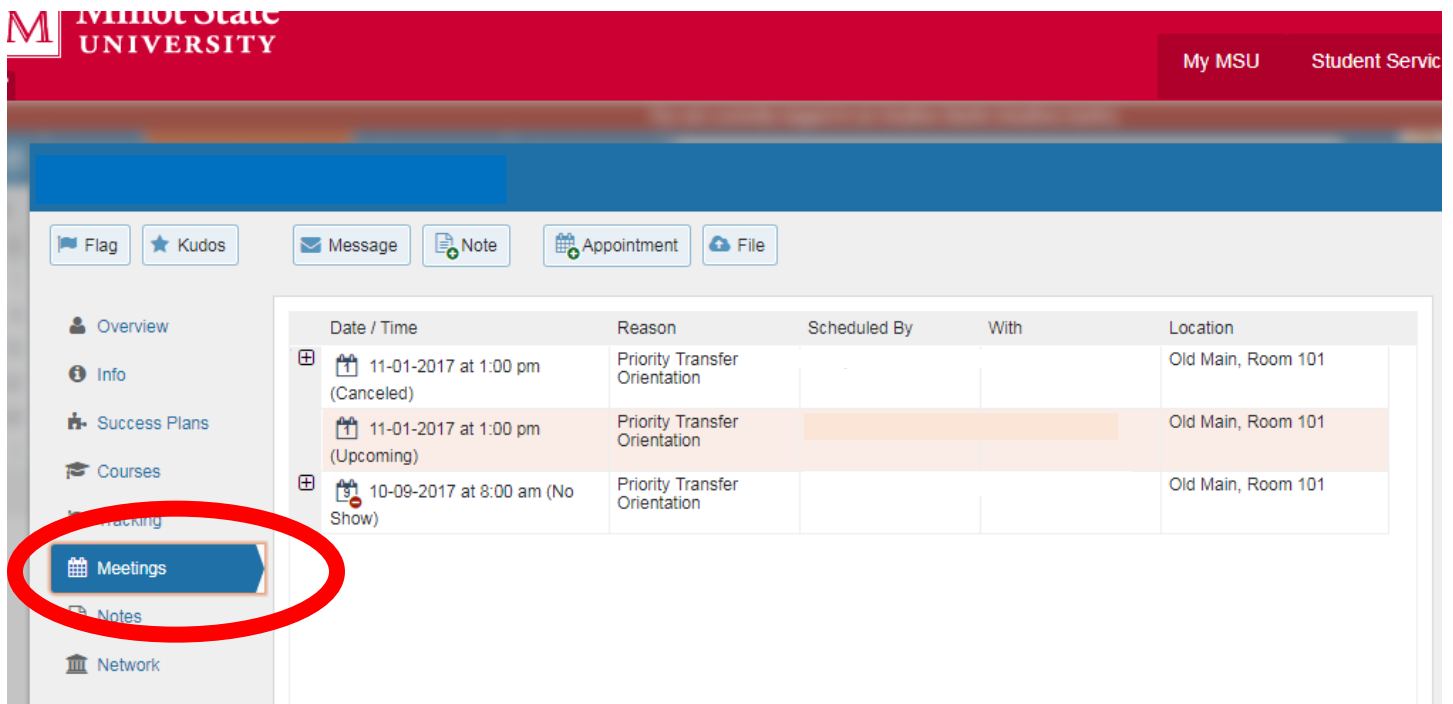 M Minot State
UNIVERSITY
My MSU Student Servic
Flag Kudos Message Note Appointment File
Overview
Info
Success Plans
Courses
Tracking
Meetings
Notes
Network
Date / Time Reason Scheduled By With Location
1 11-01-2017 at 1:00 pm
(Canceled)
Priority Transfer
Orientation
Old Main, Room 101
1 11-01-2017 at 1:00 pm
(Upcoming)
Priority Transfer
Orientation
Old Main, Room 101
9 10-09-2017 at 8:00 am (No
Show)
Priority Transfer
Orientation
Old Main, Room 101